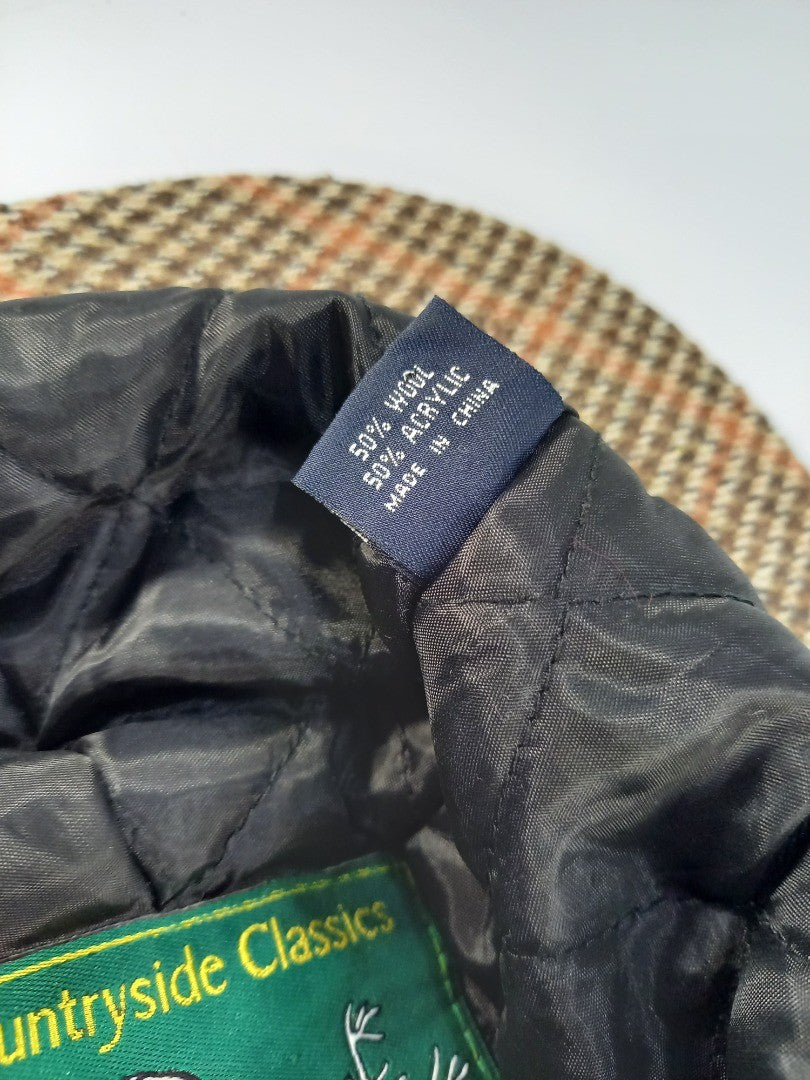 50% WOOL
50% ACRYLIC
MADE IN CHINA
untryside Classics